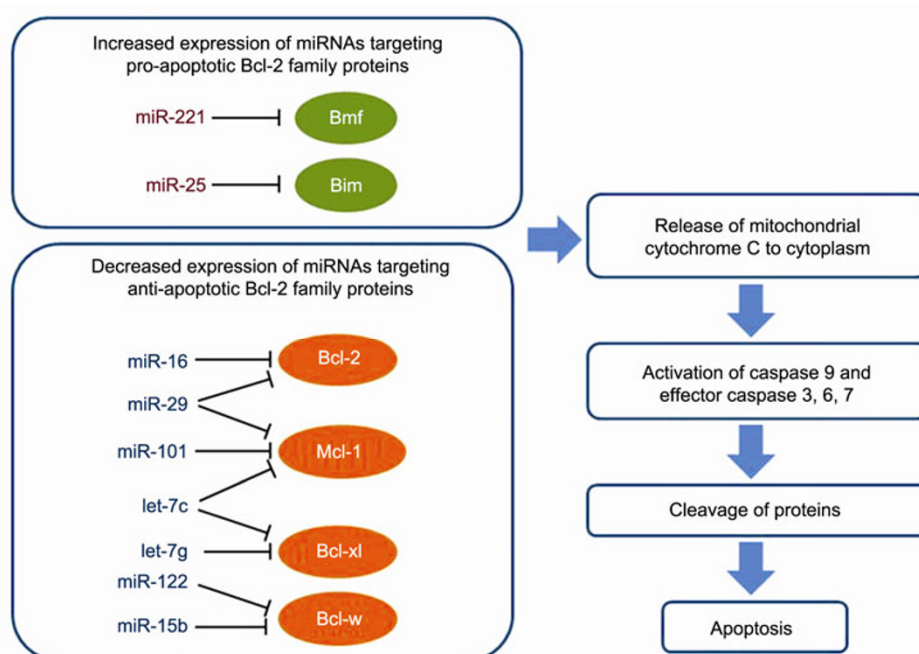 Increased expression of miRNAs targeting
pro-apoptotic Bcl-2 family proteins
miR-221
Bmf
miR-25
Bim
Decreased expression of miRNAs targeting
anti-apoptotic Bcl-2 family proteins
miR-16
Bcl-2
miR-29
miR-101
Mcl-1
let-7c
let-7g
Bcl-xl
miR-122
miR-15b
Bcl-w
Release of mitochondrial
cytochrome C to cytoplasm
Activation of caspase 9 and
effector caspase 3, 6, 7
Cleavage of proteins
Apoptosis